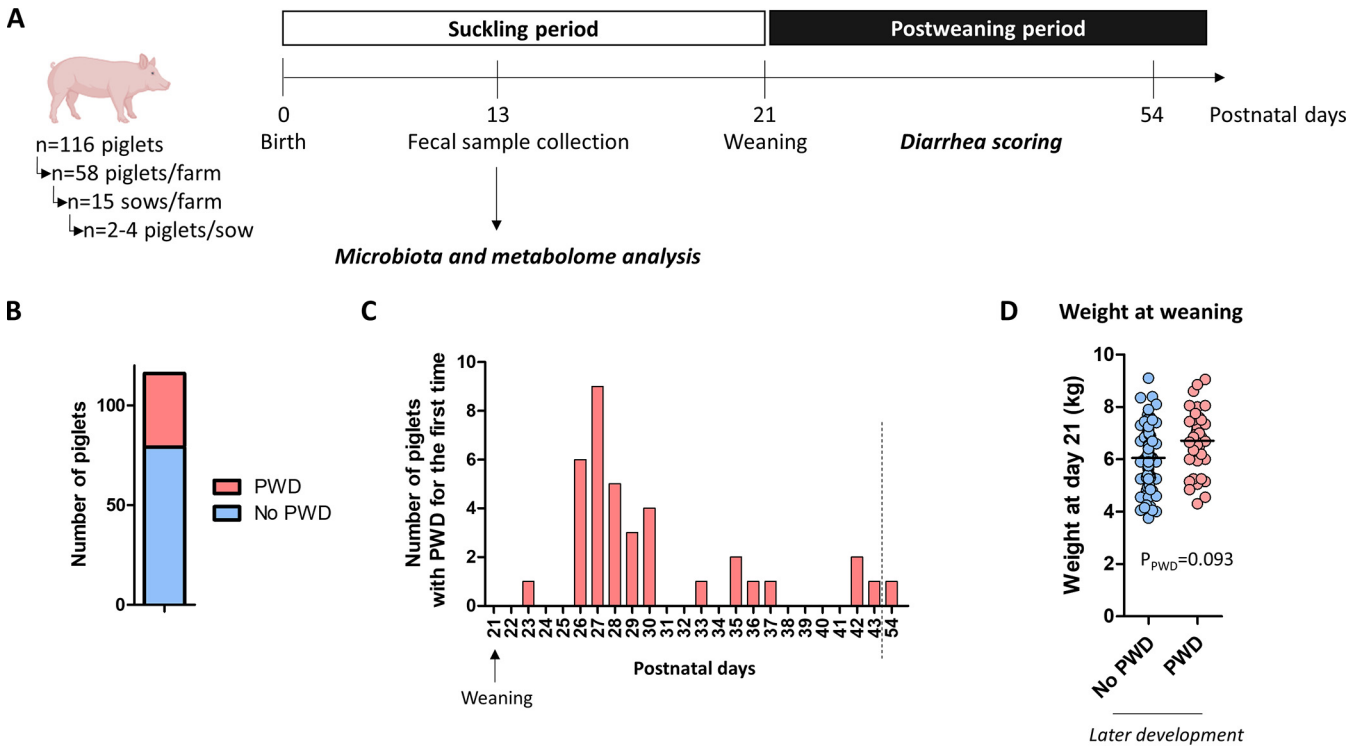 A
Suckling period
Postweaning period
0
13
21
54
Postnatal days
Birth
Fecal sample collection
Weaning
Diarrhea scoring
n=116 piglets
n=58 piglets/farm
n=15 sows/farm
n=2-4 piglets/sow
Microbiota and metabolome analysis
B
Number of piglets
100
50
0
PWD
No PWD
C
Number of piglets
with PWD for the first time
10
8
6
4
2
0
21 22 23 24 25 26 27 28 29 30 31 32 33 34 35 36 37 38 39 40 41 42 43 54
Postnatal days
Weaning
D
Weight at weaning
Weight at day 21 (kg)
10
8
6
4
2
0
PPWD=0.093
No PWD
PWD
Later development